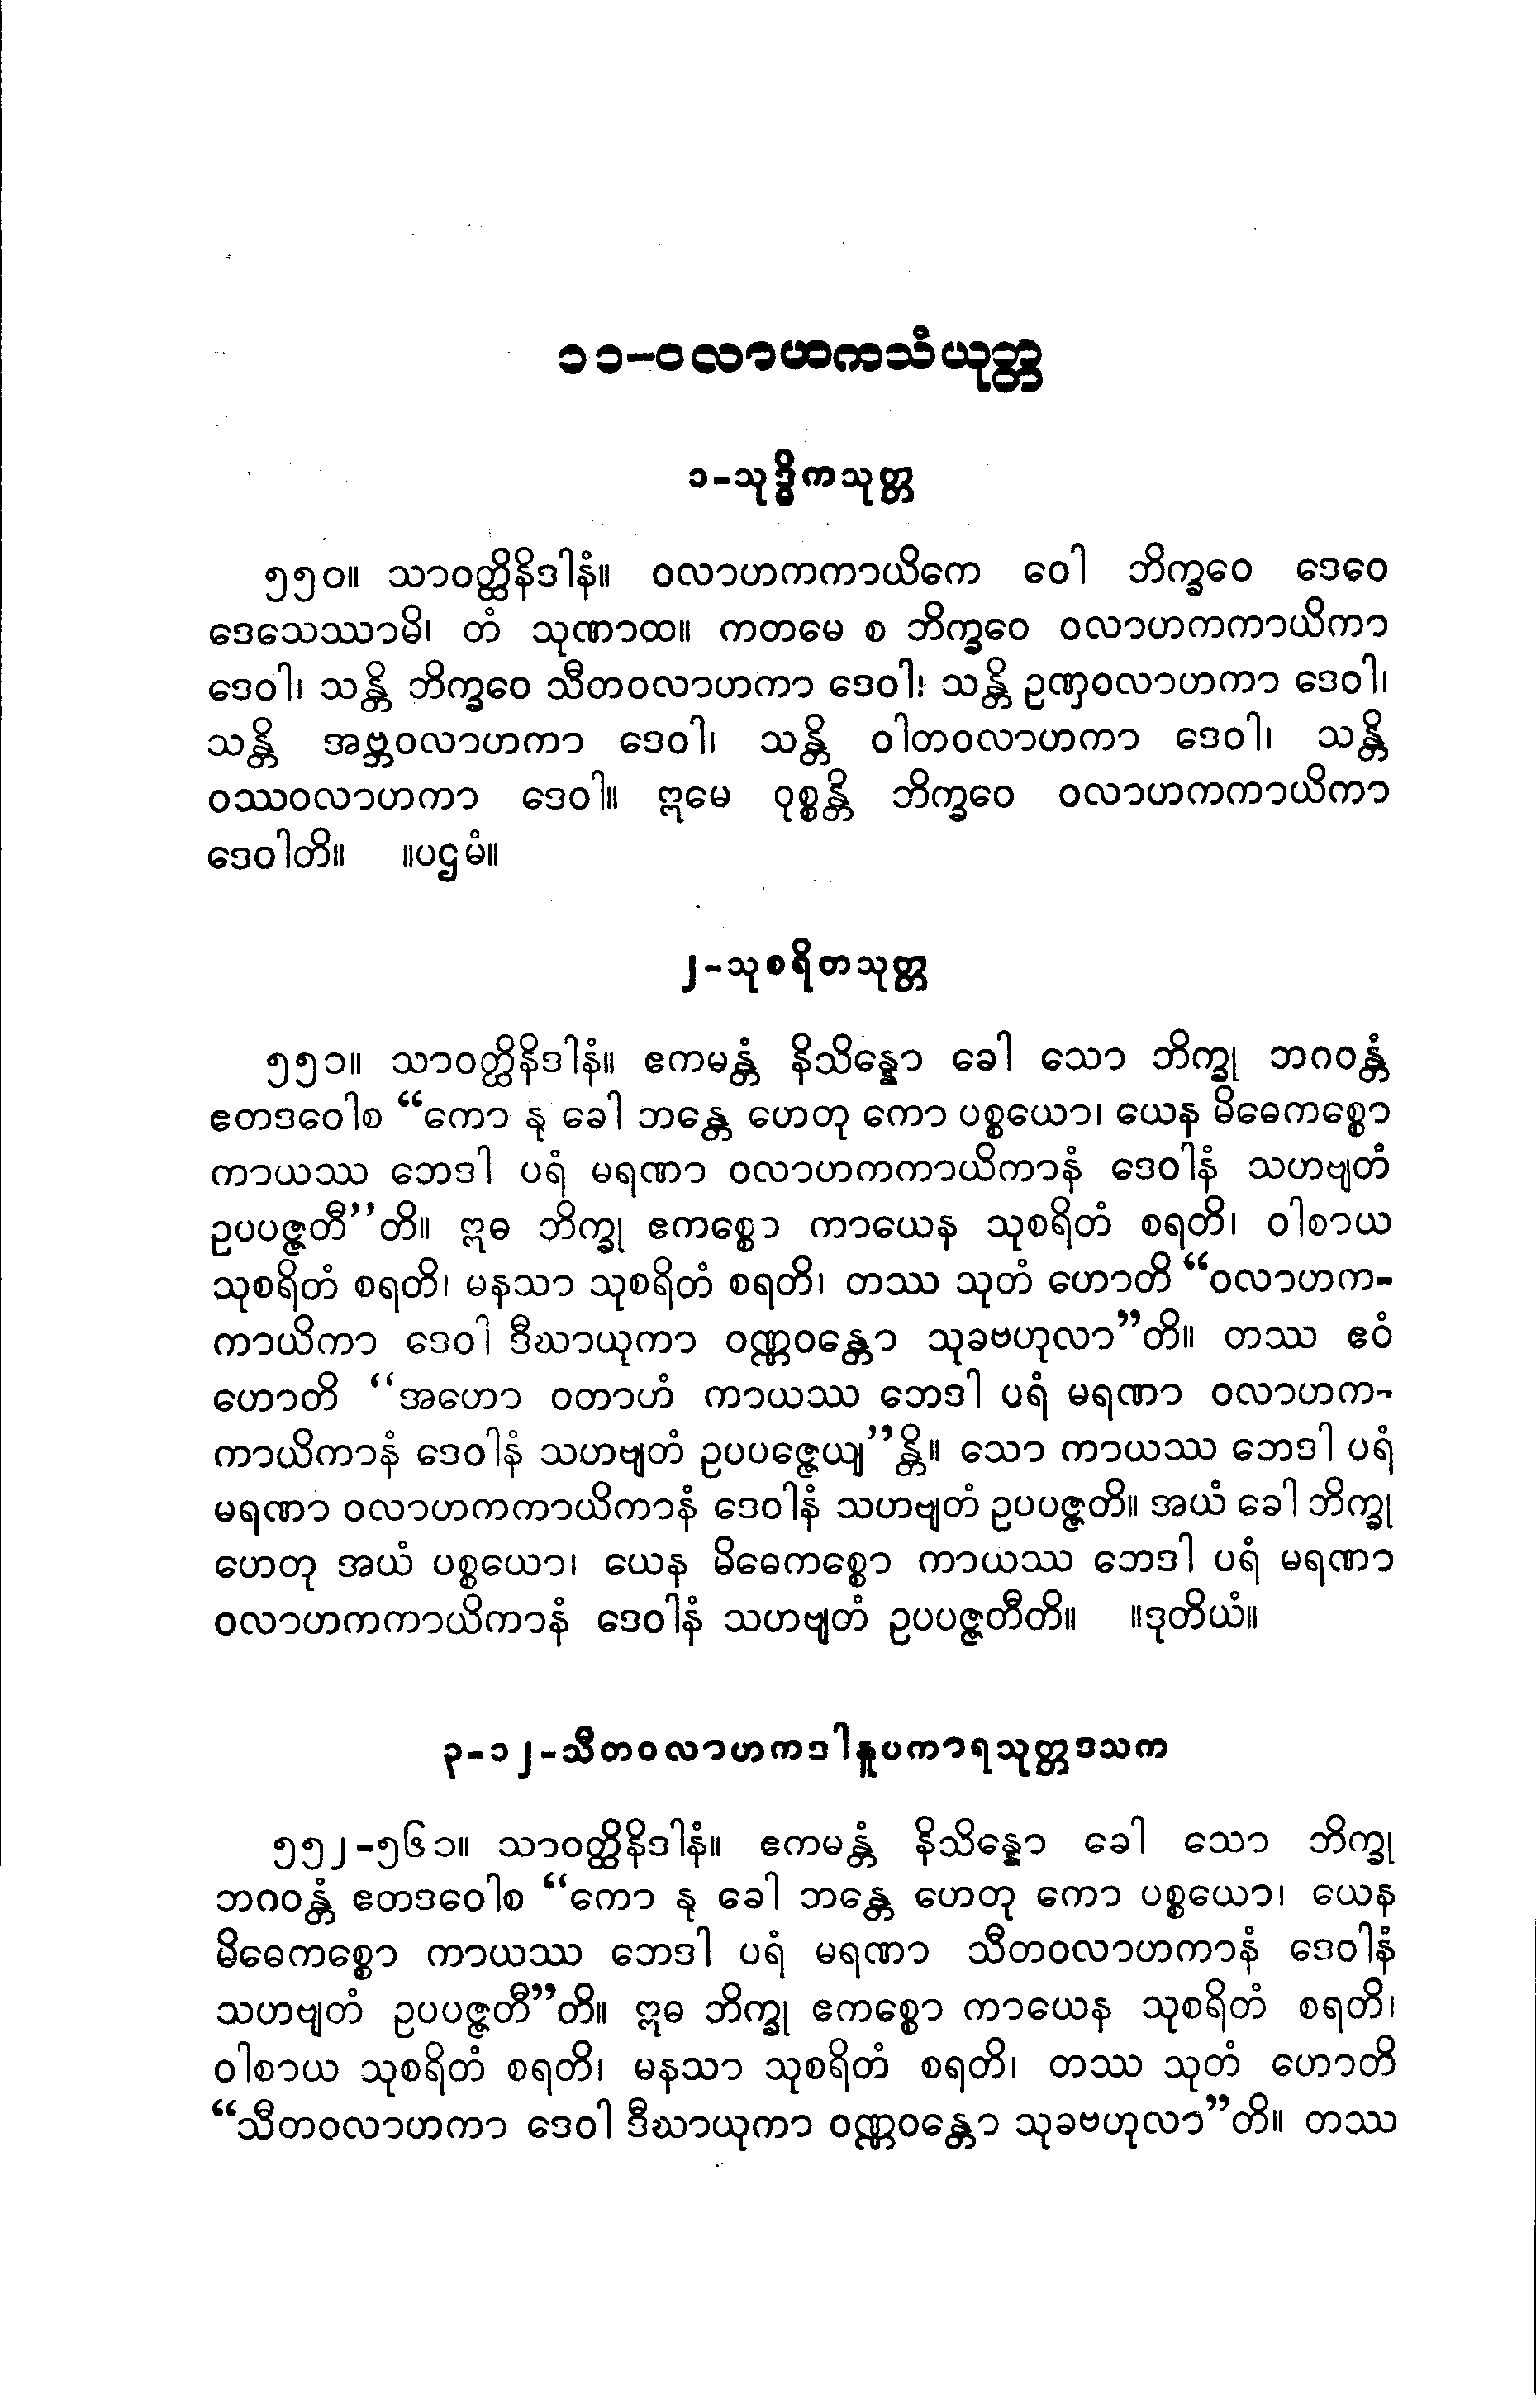 ၁၁-ဝလာဟကသံယုတ္တ
၁-သုဒ္ဓိကသုတ္တ
၅၅၀။ သာဝတ္ထိနိဒါနံ။ ဝလာဟကကာယိကေ ဝေါ ဘိက္ခဝေ ဒေဝေ
ဒေသေဿာမိ၊ တံ သုဏာထ။ ကတမေ စ ဘိက္ခဝေ ဝလာဟကကာယိကာ
ဒေဝါ၊ သန္တိ ဘိက္ခဝေ သီတဝလာဟကာ ဒေဝါ၊ သန္တိ ဥဏှဝလာဟကာ ဒေဝါ၊
သန္တိ အဗ္ဘဝလာဟကာ ဒေဝါ၊ သန္တိ ဝါတဝလာဟကာ ဒေဝါ၊ သန္တိ
ဝဿဝလာဟကာ ဒေဝါ။ ဣမေ ဝုစ္စန္တိ ဘိက္ခဝေ ဝလာဟကကာယိကာ
ဒေဝါတိ။ ။ပဌမံ။
၂-သုစရိတသုတ္တ
၅၅၁။ သာဝတ္ထိနိဒါနံ။ ဧကမန္တံ နိသိန္နော ခေါ သော ဘိက္ခု ဘဂဝန္တံ
ဧတဒဝေါစ “ကော နု ခေါ ဘန္တေ ဟေတု ကော ပစ္စယော၊ ယေန မိဓေကစ္စော
ကာယဿ ဘေဒါ ပရံ မရဏာ ဝလာဟကကာယိကာနံ ဒေဝါနံ သဟဗျတံ
ဥပပဇ္ဇတီ’’တိ။ ဣဓ ဘိက္ခု ဧကစ္စော ကာယေန သုစရိတံ စရတိ၊ ဝါစာယ
သုစရိတံ စရတိ၊ မနသာ သုစရိတံ စရတိ၊ တဿ သုတံ ဟောတိ “ဝလာဟက-
ကာယိကာ ဒေဝါ ဒီဃာယုကာ ဝဏ္ဏဝန္တော သုခဗဟုလာ”တိ။ တဿ ဧဝံ
ဟောတိ “အဟော ဝတာဟံ ကာယဿ ဘေဒါ ပရံ မရဏာ ဝလာဟက-
ကာယိကာနံ ဒေဝါနံ သဟဗျတံ ဥပပဇ္ဇေယျ’’န္တိ။ သော ကာယဿ ဘေဒါ ပရံ
မရဏာ ဝလာဟကကာယိကာနံ ဒေဝါနံ သဟဗျတံ ဥပပဇ္ဇတိ။ အယံ ခေါ ဘိက္ခု
ဟေတု အယံ ပစ္စယော၊ ယေန မိဓေကစ္စော ကာယဿ ဘေဒါ ပရံ မရဏာ
ဝလာဟကကာယိကာနံ ဒေဝါနံ သဟဗျတံ ဥပပဇ္ဇတီတိ။ ။ဒုတိယံ။
၃-၁၂-သီတဝလာဟကဒါနူပကာရသုတ္တဒသက
၅၅၂-၅၆၁။ သာဝတ္ထိနိဒါနံ။ ဧကမန္တံ နိသိန္နော ခေါ သော ဘိက္ခု
ဘဂဝန္တံ ဧတဒဝေါစ “ကော နု ခေါ ဘန္တေ ဟေတု ကော ပစ္စယော၊ ယေန
မိဓေကစ္စော ကာယဿ ဘေဒါ ပရံ မရဏာ သီတဝလာဟကာနံ ဒေဝါနံ
သဟဗျတံ ဥပပဇ္ဇတီ”တိ။ ဣဓ ဘိက္ခု ဧကစ္စော ကာယေန သုစရိတံ စရတိ၊
ဝါစာယ သုစရိတံ စရတိ၊ မနသာ သုစရိတံ စရတိ၊ တဿ သုတံ ဟောတိ
“သီတဝလာဟကာ ဒေဝါ ဒီဃာယုကာ ဝဏ္ဏဝန္တော သုခဗဟုလာ”တိ။ တဿ